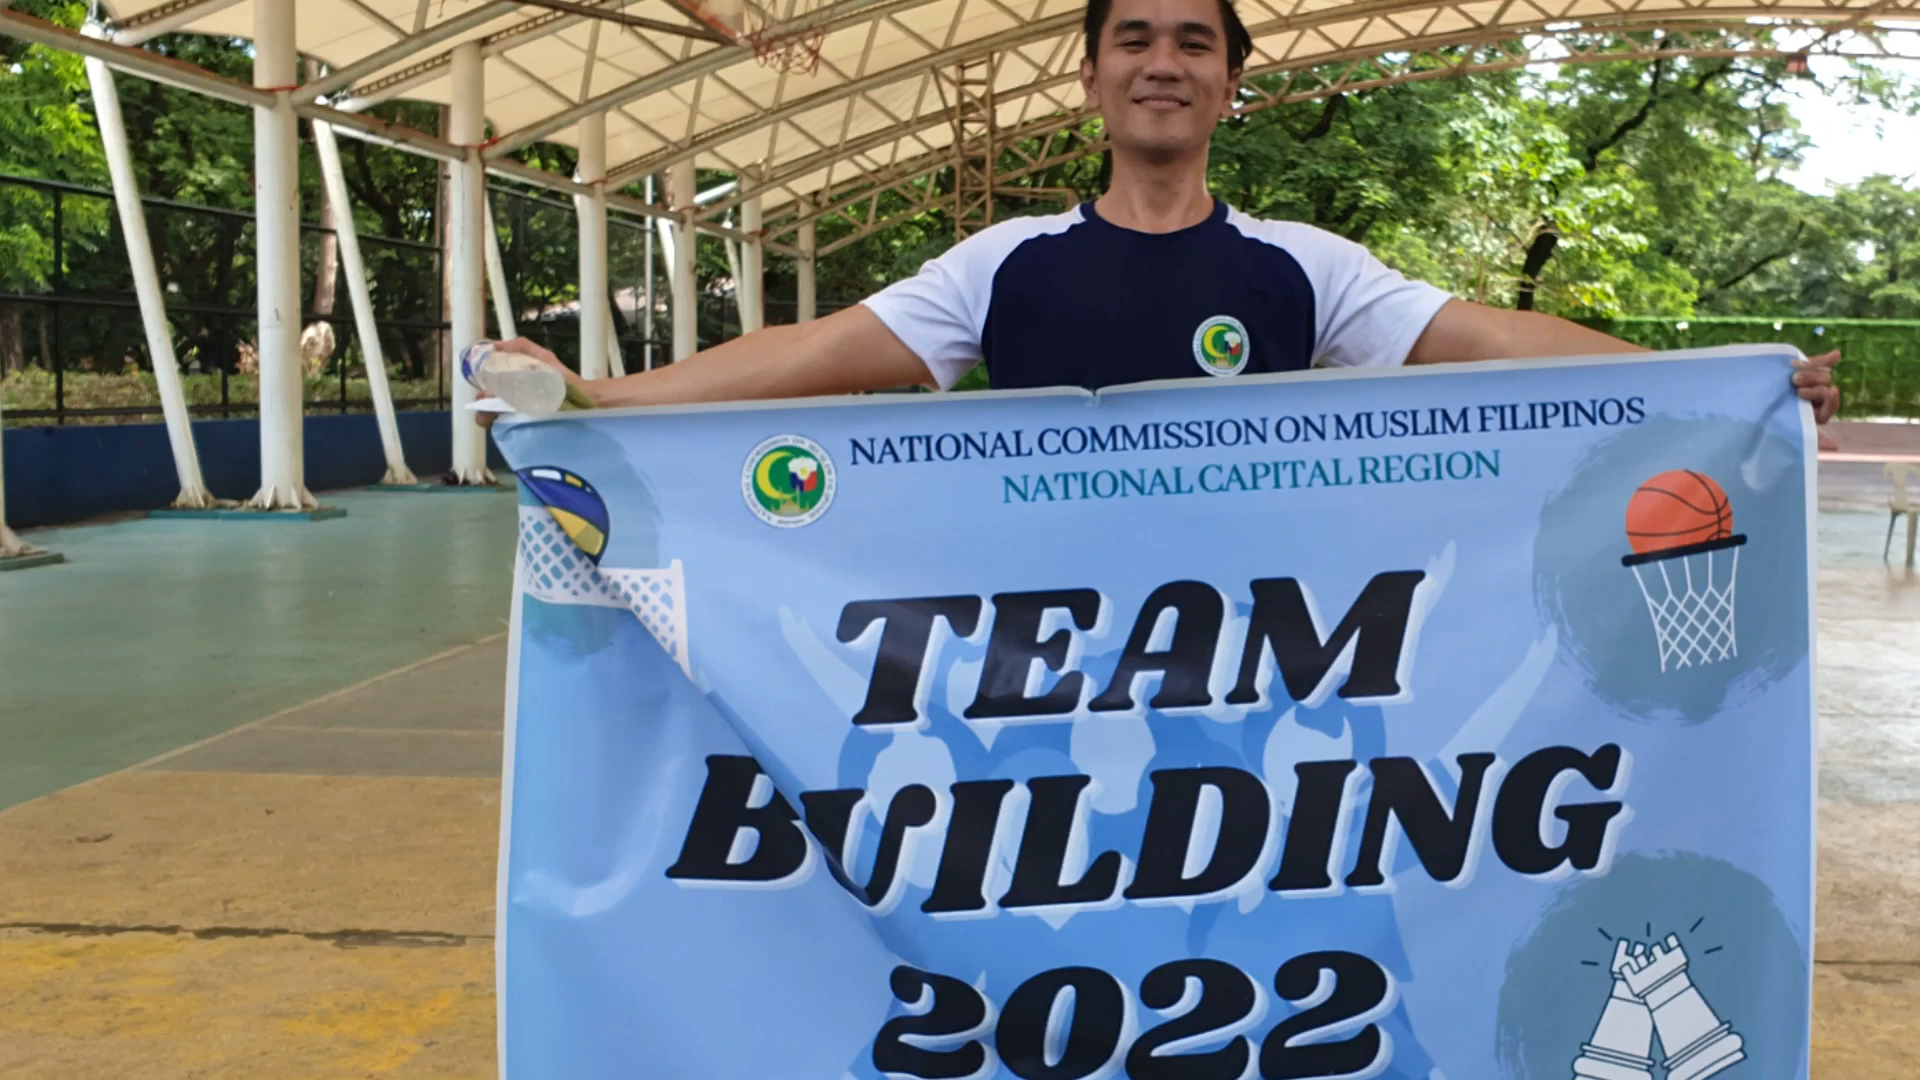 NATIONAL COMMISSION ON MUSLIM FILIPINOS
NATIONAL CAPITAL REGION
TEAM
BUILDING
2022